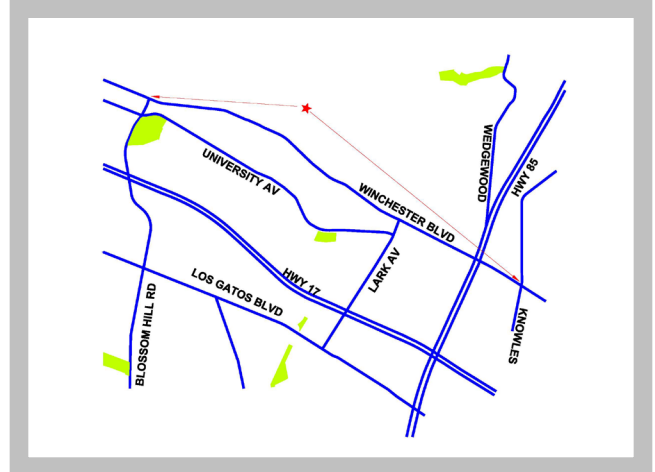 WEDGEWOOD
UNIVERSITY AV
HWY 85
WINCHESTER BLVD
LARK AV
HWY 17
LOS GATOS BLVD
BLOSSOM HILL RD
KNOWLES